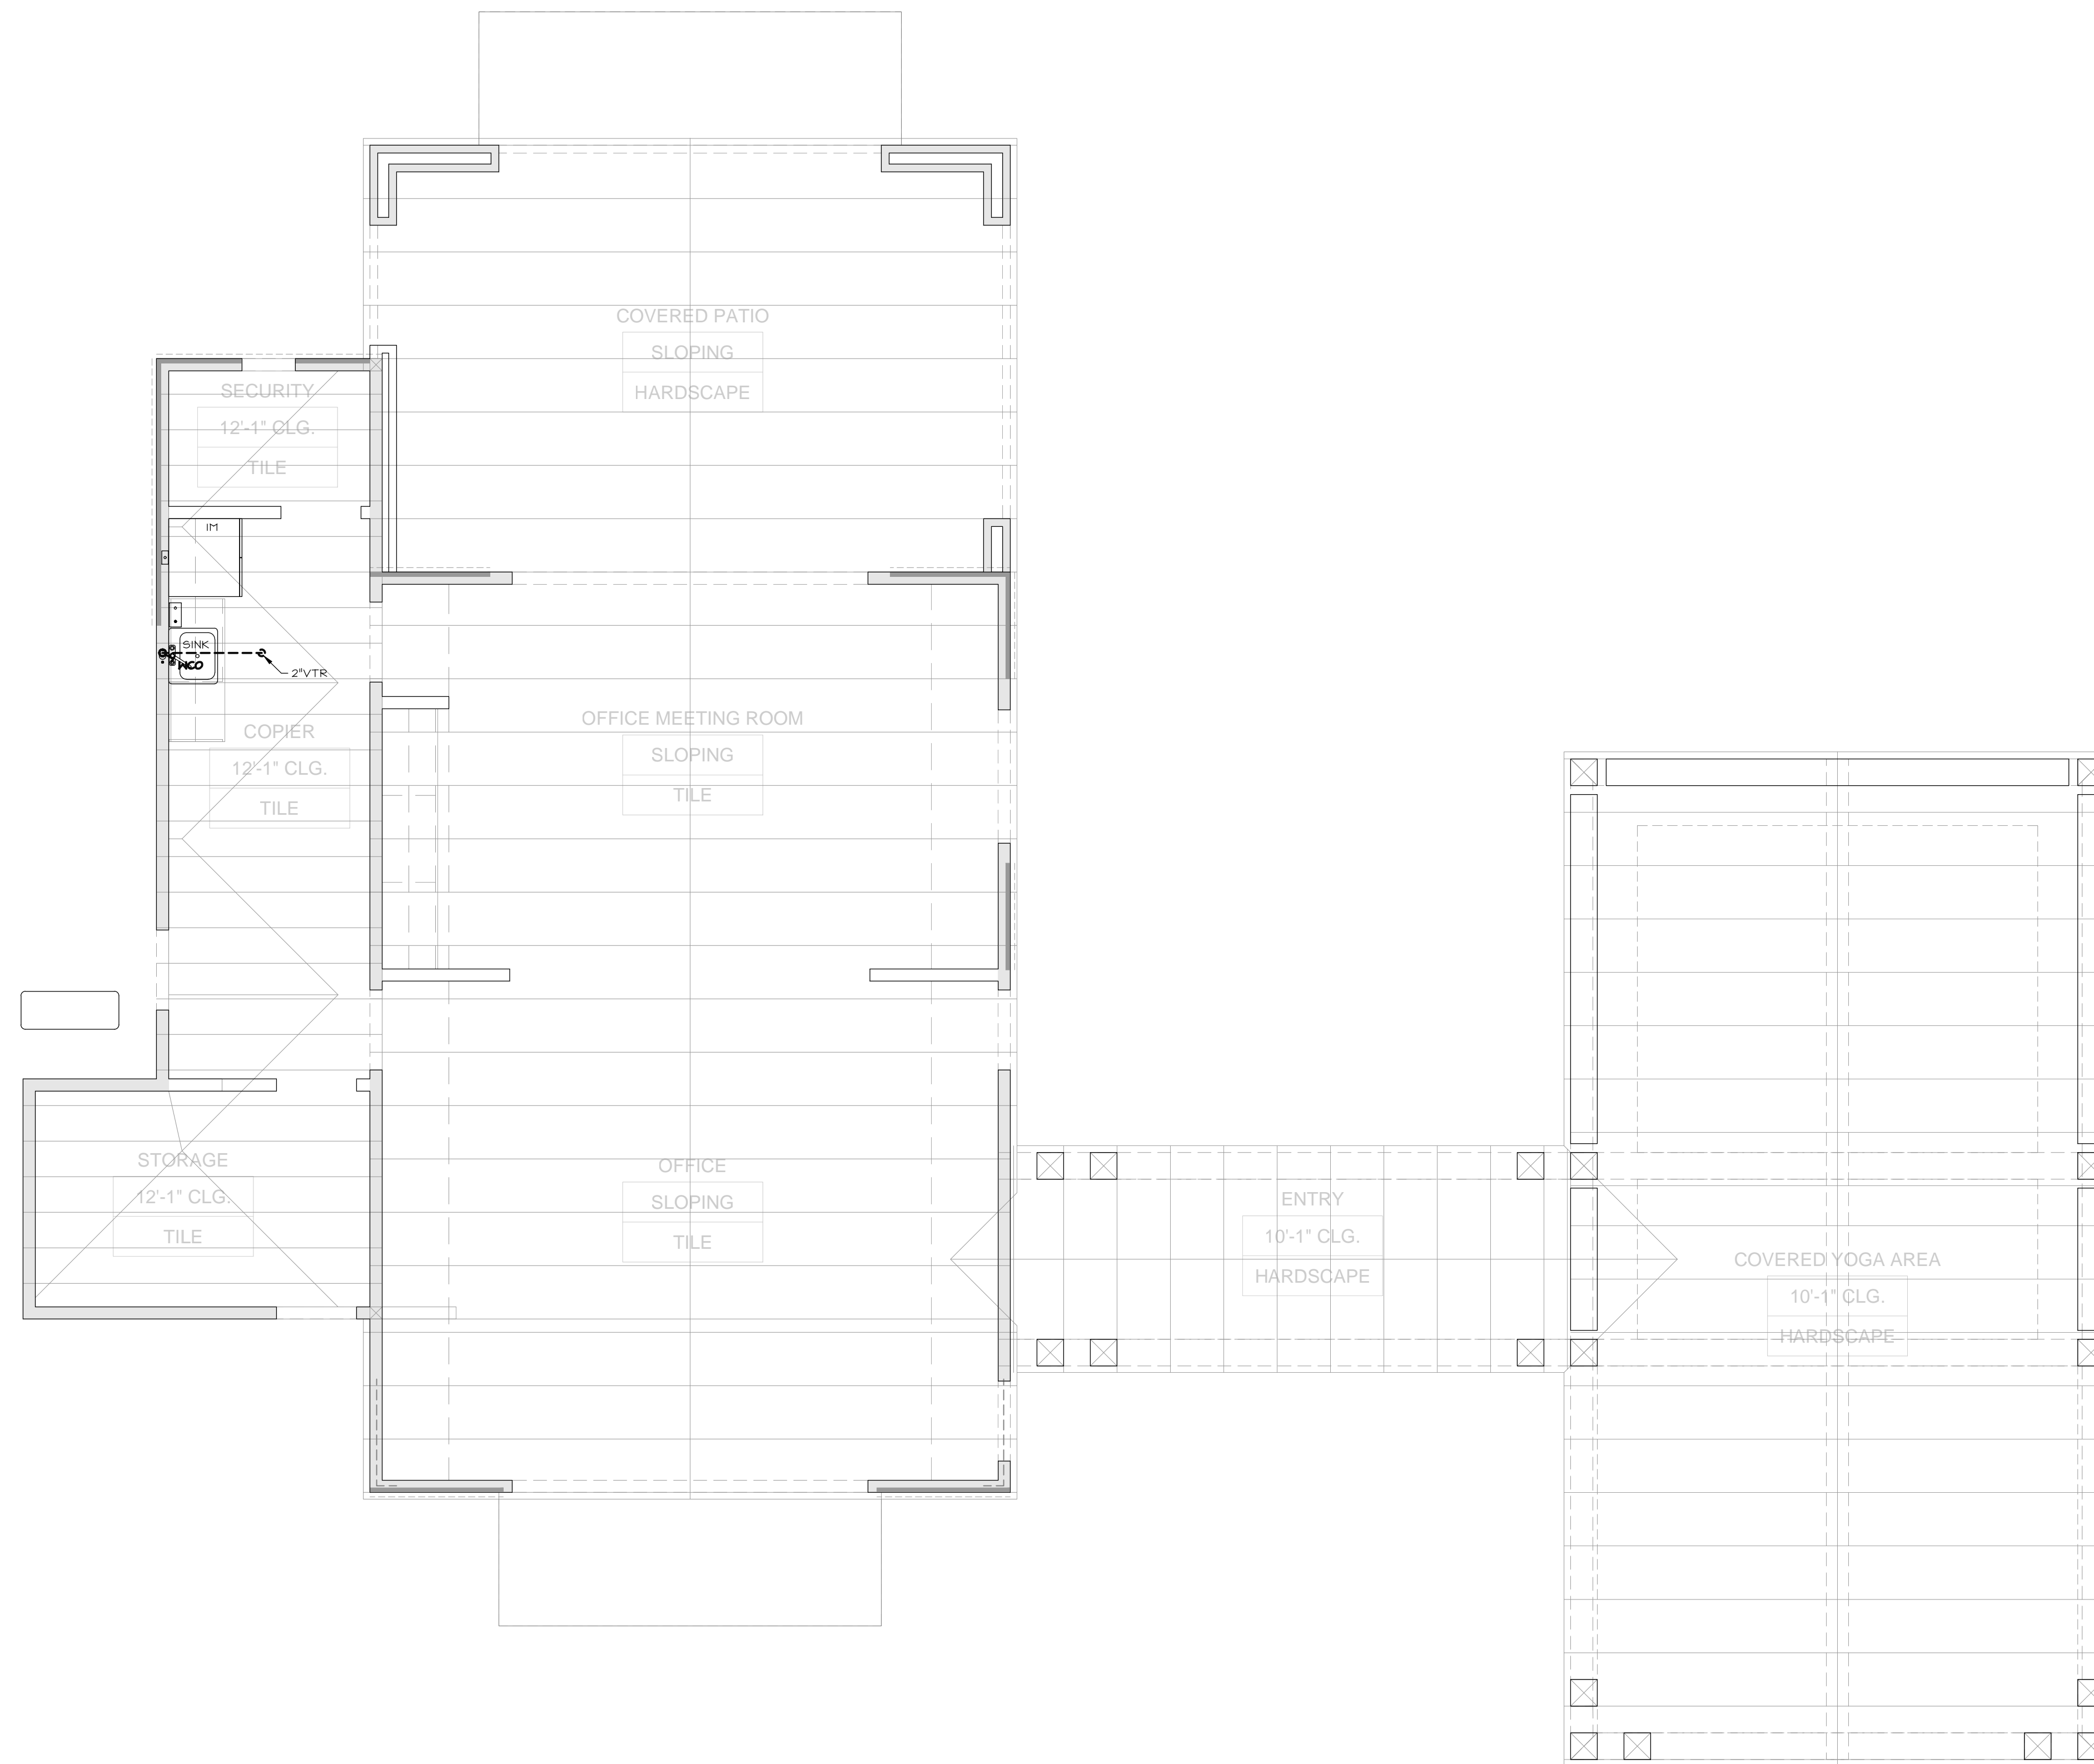 COVERED PATIO
SLOPING
HARDSCAPE
SECURITY
12'-1" CLG.
TILE
IM
SINK
WCO
2"VTR
COPIER
12'-1" CLG.
TILE
OFFICE MEETING ROOM
SLOPING
TILE
STORAGE
12'-1" CLG.
TILE
OFFICE
SLOPING
TILE
ENTRY
10'-1" CLG.
HARDSCAPE
COVERED YOGA AREA
10'-1" CLG.
HARDSCAPE